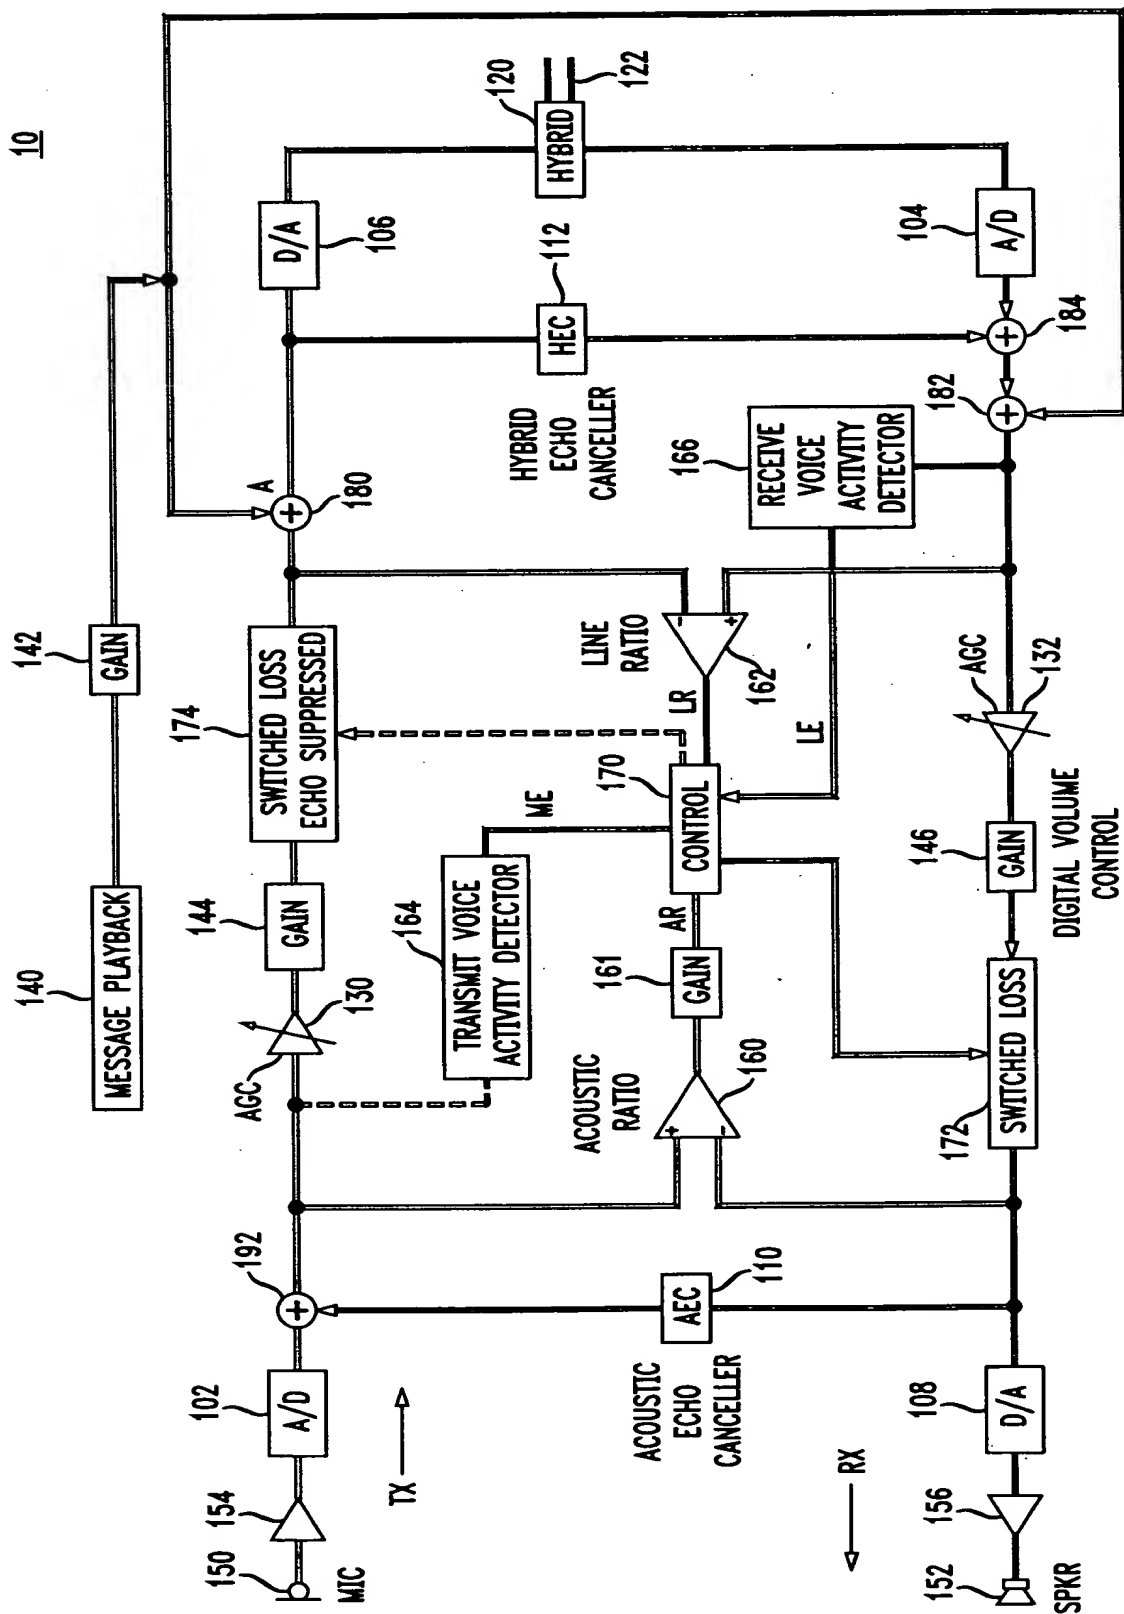 10
140
MESSAGE PLAYBACK
142
GAIN
150
MIC
154
102
A/D
TX
192
AGC
130
144
GAIN
174
SWITCHED LOSS
ECHO SUPPRESSED
180
A
D/A
106
164
TRANSMIT VOICE
ACTIVITY DETECTOR
ME
HYBRID
ECHO
CANCELLER
HEC
112
HYBRID
120
122
ACOUSTIC
ECHO
CANCELLER
AEC
110
ACOUSTIC
RATIO
+
-
160
161
GAIN
AR
170
CONTROL
LR
LINE
RATIO
-
+
162
LE
166
RECEIVE
VOICE
ACTIVITY
DETECTOR
RX
152
SPKR
156
108
D/A
172
SWITCHED LOSS
146
GAIN
DIGITAL VOLUME
CONTROL
AGC
132
182
184
104
A/D
+
+
+
+